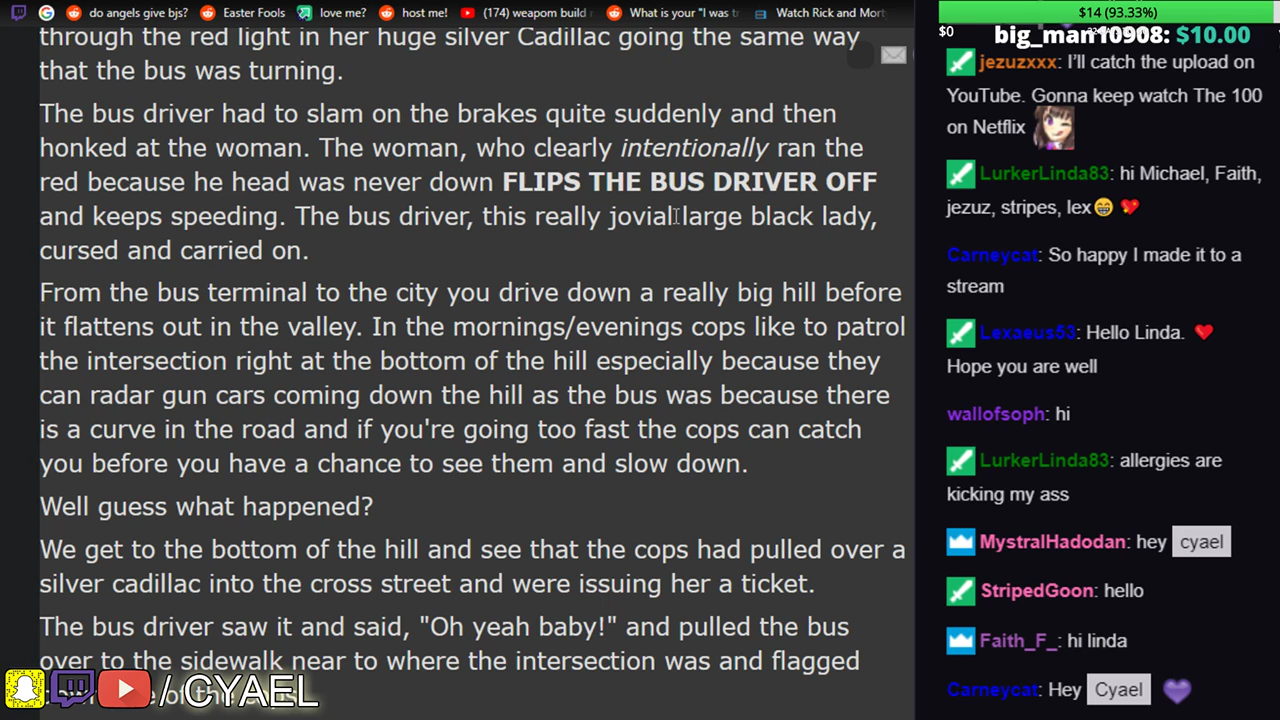 do angels give bjs?
Easter Fools
love me?
host me!
(174) weapom build
What is your "I was
Watch Rick and Mort
through the red light in her huge silver Cadillac going the same way
that the bus was turning.
The bus driver had to slam on the brakes quite suddenly and then
honked at the woman. The woman, who clearly intentionally ran the
red because he head was never down FLIPS THE BUS DRIVER OFF
and keeps speeding. The bus driver, this really jovial large black lady,
cursed and carried on.
From the bus terminal to the city you drive down a really big hill before
it flattens out in the valley. In the mornings/evenings cops like to patrol
the intersection right at the bottom of the hill especially because they
can radar gun cars coming down the hill as the bus was because there
is a curve in the road and if you're going too fast the cops can catch
you before you have a chance to see them and slow down.
Well guess what happened?
We get to the bottom of the hill and see that the cops had pulled over a
silver cadillac into the cross street and were issuing her a ticket.
The bus driver saw it and said, "Oh yeah baby!" and pulled the bus
over to the sidewalk near to where the intersection was and flagged
of the
/CYAEL
$14 (93.33%)
$0
big_man10908: $10.00
jezuzxxx: I'll catch the upload on
YouTube. Gonna keep watch The 100
on Netflix
LurkerLinda83: hi Michael, Faith,
jezuz, stripes, lex
Carneycat: So happy I made it to a
stream
Lexaeus53: Hello Linda.
Hope you are well
wallofsoph: hi
LurkerLinda83: allergies are
kicking my ass
MystralHadodan: hey cyael
StripedGoon: hello
Faith_F_: hi linda
Carneycat: Hey Cyael